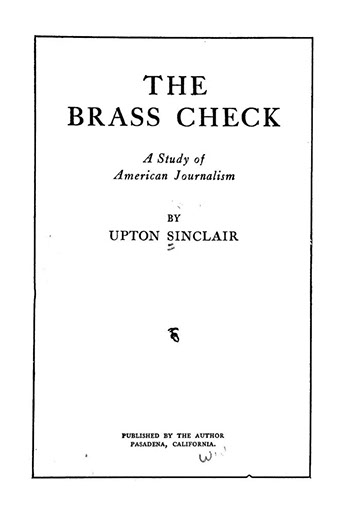 THE
BRASS CHECK
A Study of
American Journalism
BY
UPTON SINCLAIR
PUBLISHED BY THE AUTHOR
PASADENA, CALIFORNIA.